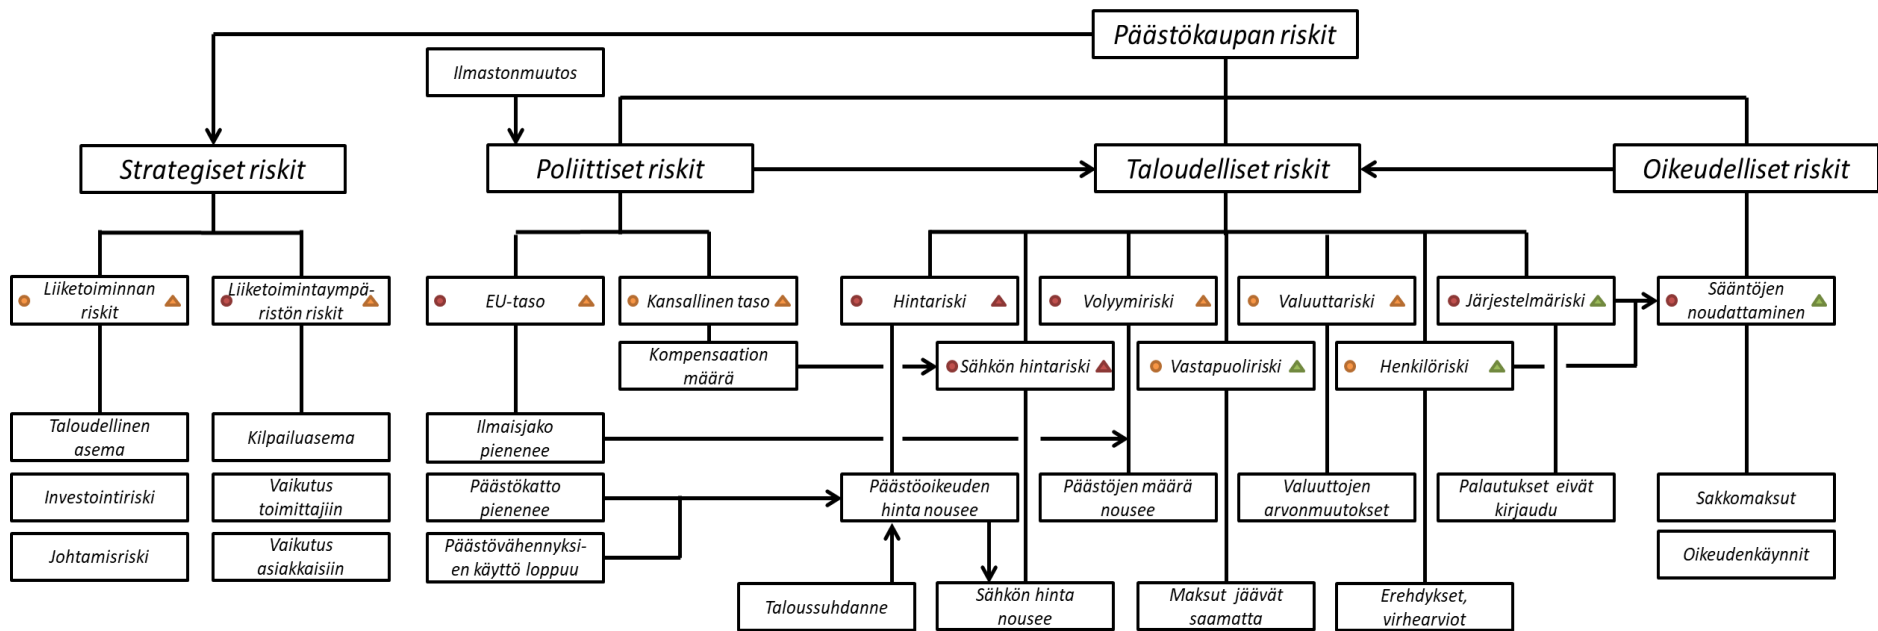 Päästökaupan riskit
Ilmastonmuutos
Strategiset riskit
Poliittiset riskit
Taloudelliset riskit
Oikeudelliset riskit
Liiketoiminnan
riskit
Liiketoimintaympä-
ristön riskit
EU-taso
Kansallinen taso
Hintariski
Volyymiriski
Valuuttariski
Järjestelmäriski
Sääntöjen
noudattaminen
Kompensaation
määrä
Sähkön hintariski
Vastapuoliriski
Henkilöriski
Taloudellinen
asema
Kilpailuasema
Ilmaisjako
pienenee
Investointiriski
Vaikutus
toimittajiin
Päästökatto
pienenee
Päästöoikeuden
hinta nousee
Päästöjen määrä
nousee
Valuuttojen
arvonmuutokset
Palautukset eivät
kirjaudu
Sakkomaksut
Johtamisriski
Vaikutus
asiakkaisiin
Päästövähennyksi-
en käyttö loppuu
Oikeudenkäynnit
Taloussuhdanne
Sähkön hinta
nousee
Maksut jäävät
saamatta
Erehdykset,
virhearviot